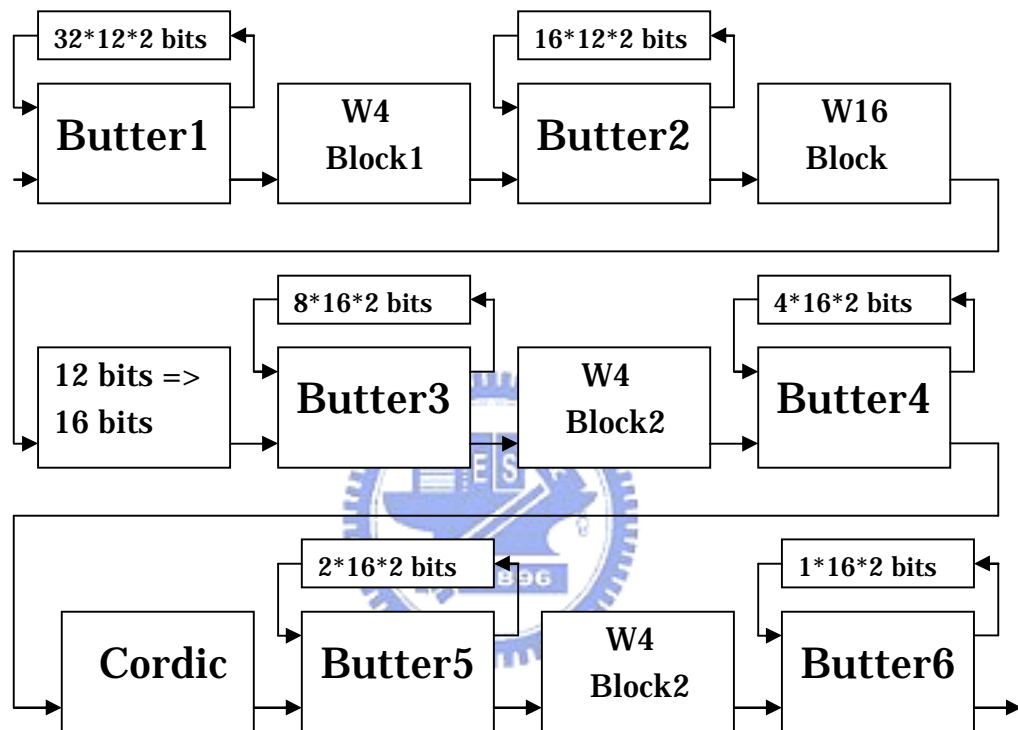 32*12*2 bits
16*12*2 bits
Butter1
W4
Block1
Butter2
W16
Block
8*16*2 bits
4*16*2 bits
12 bits =>
16 bits
Butter3
W4
Block2
Butter4
ES
2*16*2 bits
1*16*2 bits
896
Cordic
Butter5
W4
Block2
Butter6